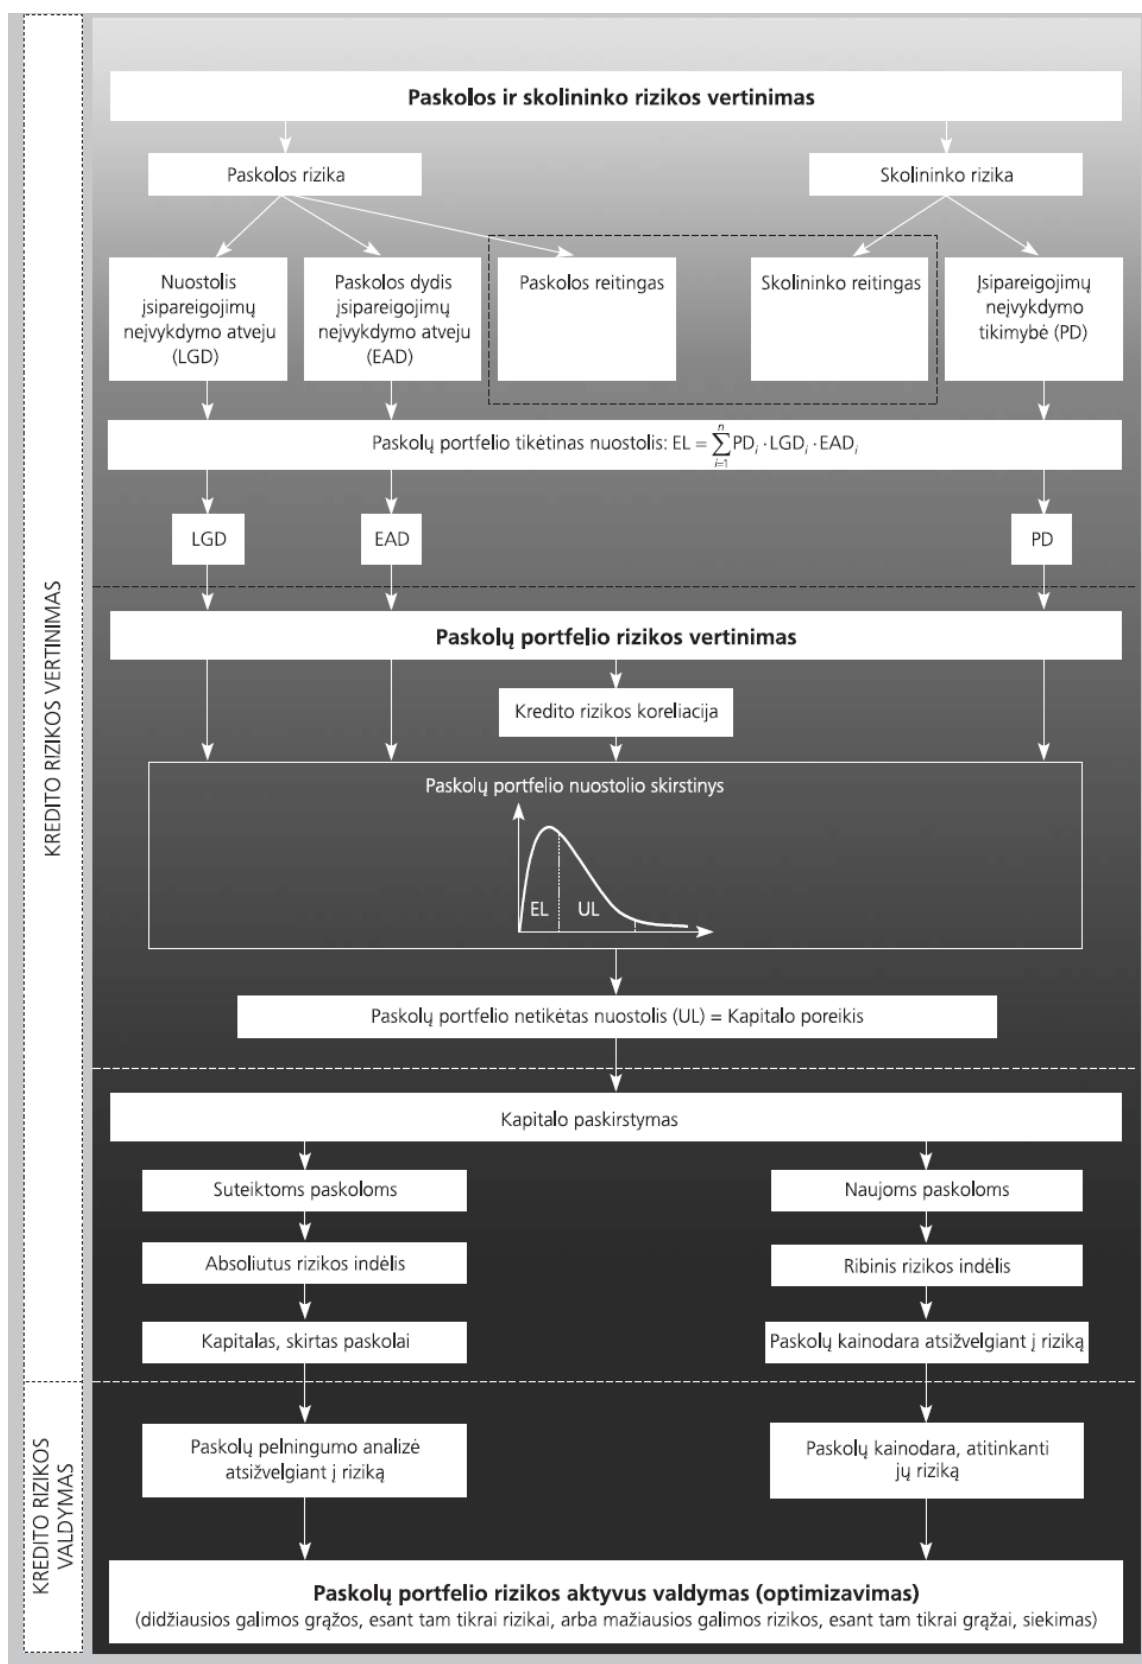 Paskolos ir skolininko rizikos vertinimas
Paskolos rizika
Skolininko rizika
Nuostolis
įsipareigojimų
neįvykdymo atveju
(LGD)
Paskolos dydis
įsipareigojimų
neįvykdymo atveju
(EAD)
Paskolos reitingas
Skolininko reitingas
Įsipareigojimų
neįvykdymo
tikimybė (PD)
Paskolų portfelio tikėtinas nuostolis: EL = ∑ⁿᵢ₌₁ PDᵢ · LGDᵢ · EADᵢ
LGD
EAD
PD
KREDITO RIZIKOS VERTINIMAS
Paskolų portfelio rizikos vertinimas
Kredito rizikos koreliacija
Paskolų portfelio nuostolio skirstinys
EL
UL
Paskolų portfelio netikėtas nuostolis (UL) = Kapitalo poreikis
Kapitalo paskirstymas
Suteiktoms paskoloms
Naujoms paskoloms
Absoliutus rizikos indėlis
Ribinis rizikos indėlis
Kapitalas, skirtas paskolai
Paskolų kainodara atsižvelgiant į riziką
KREDITO RIZIKOS
VALDYMAS
Paskolų pelningumo analizė
atsižvelgiant į riziką
Paskolų kainodara, atitinkanti
jų riziką
Paskolų portfelio rizikos aktyvus valdymas (optimizavimas)
(didžiausios galimos grąžos, esant tam tikrai rizikai, arba mažiausios galimos rizikos, esant tam tikrai grąžai, siekimas)